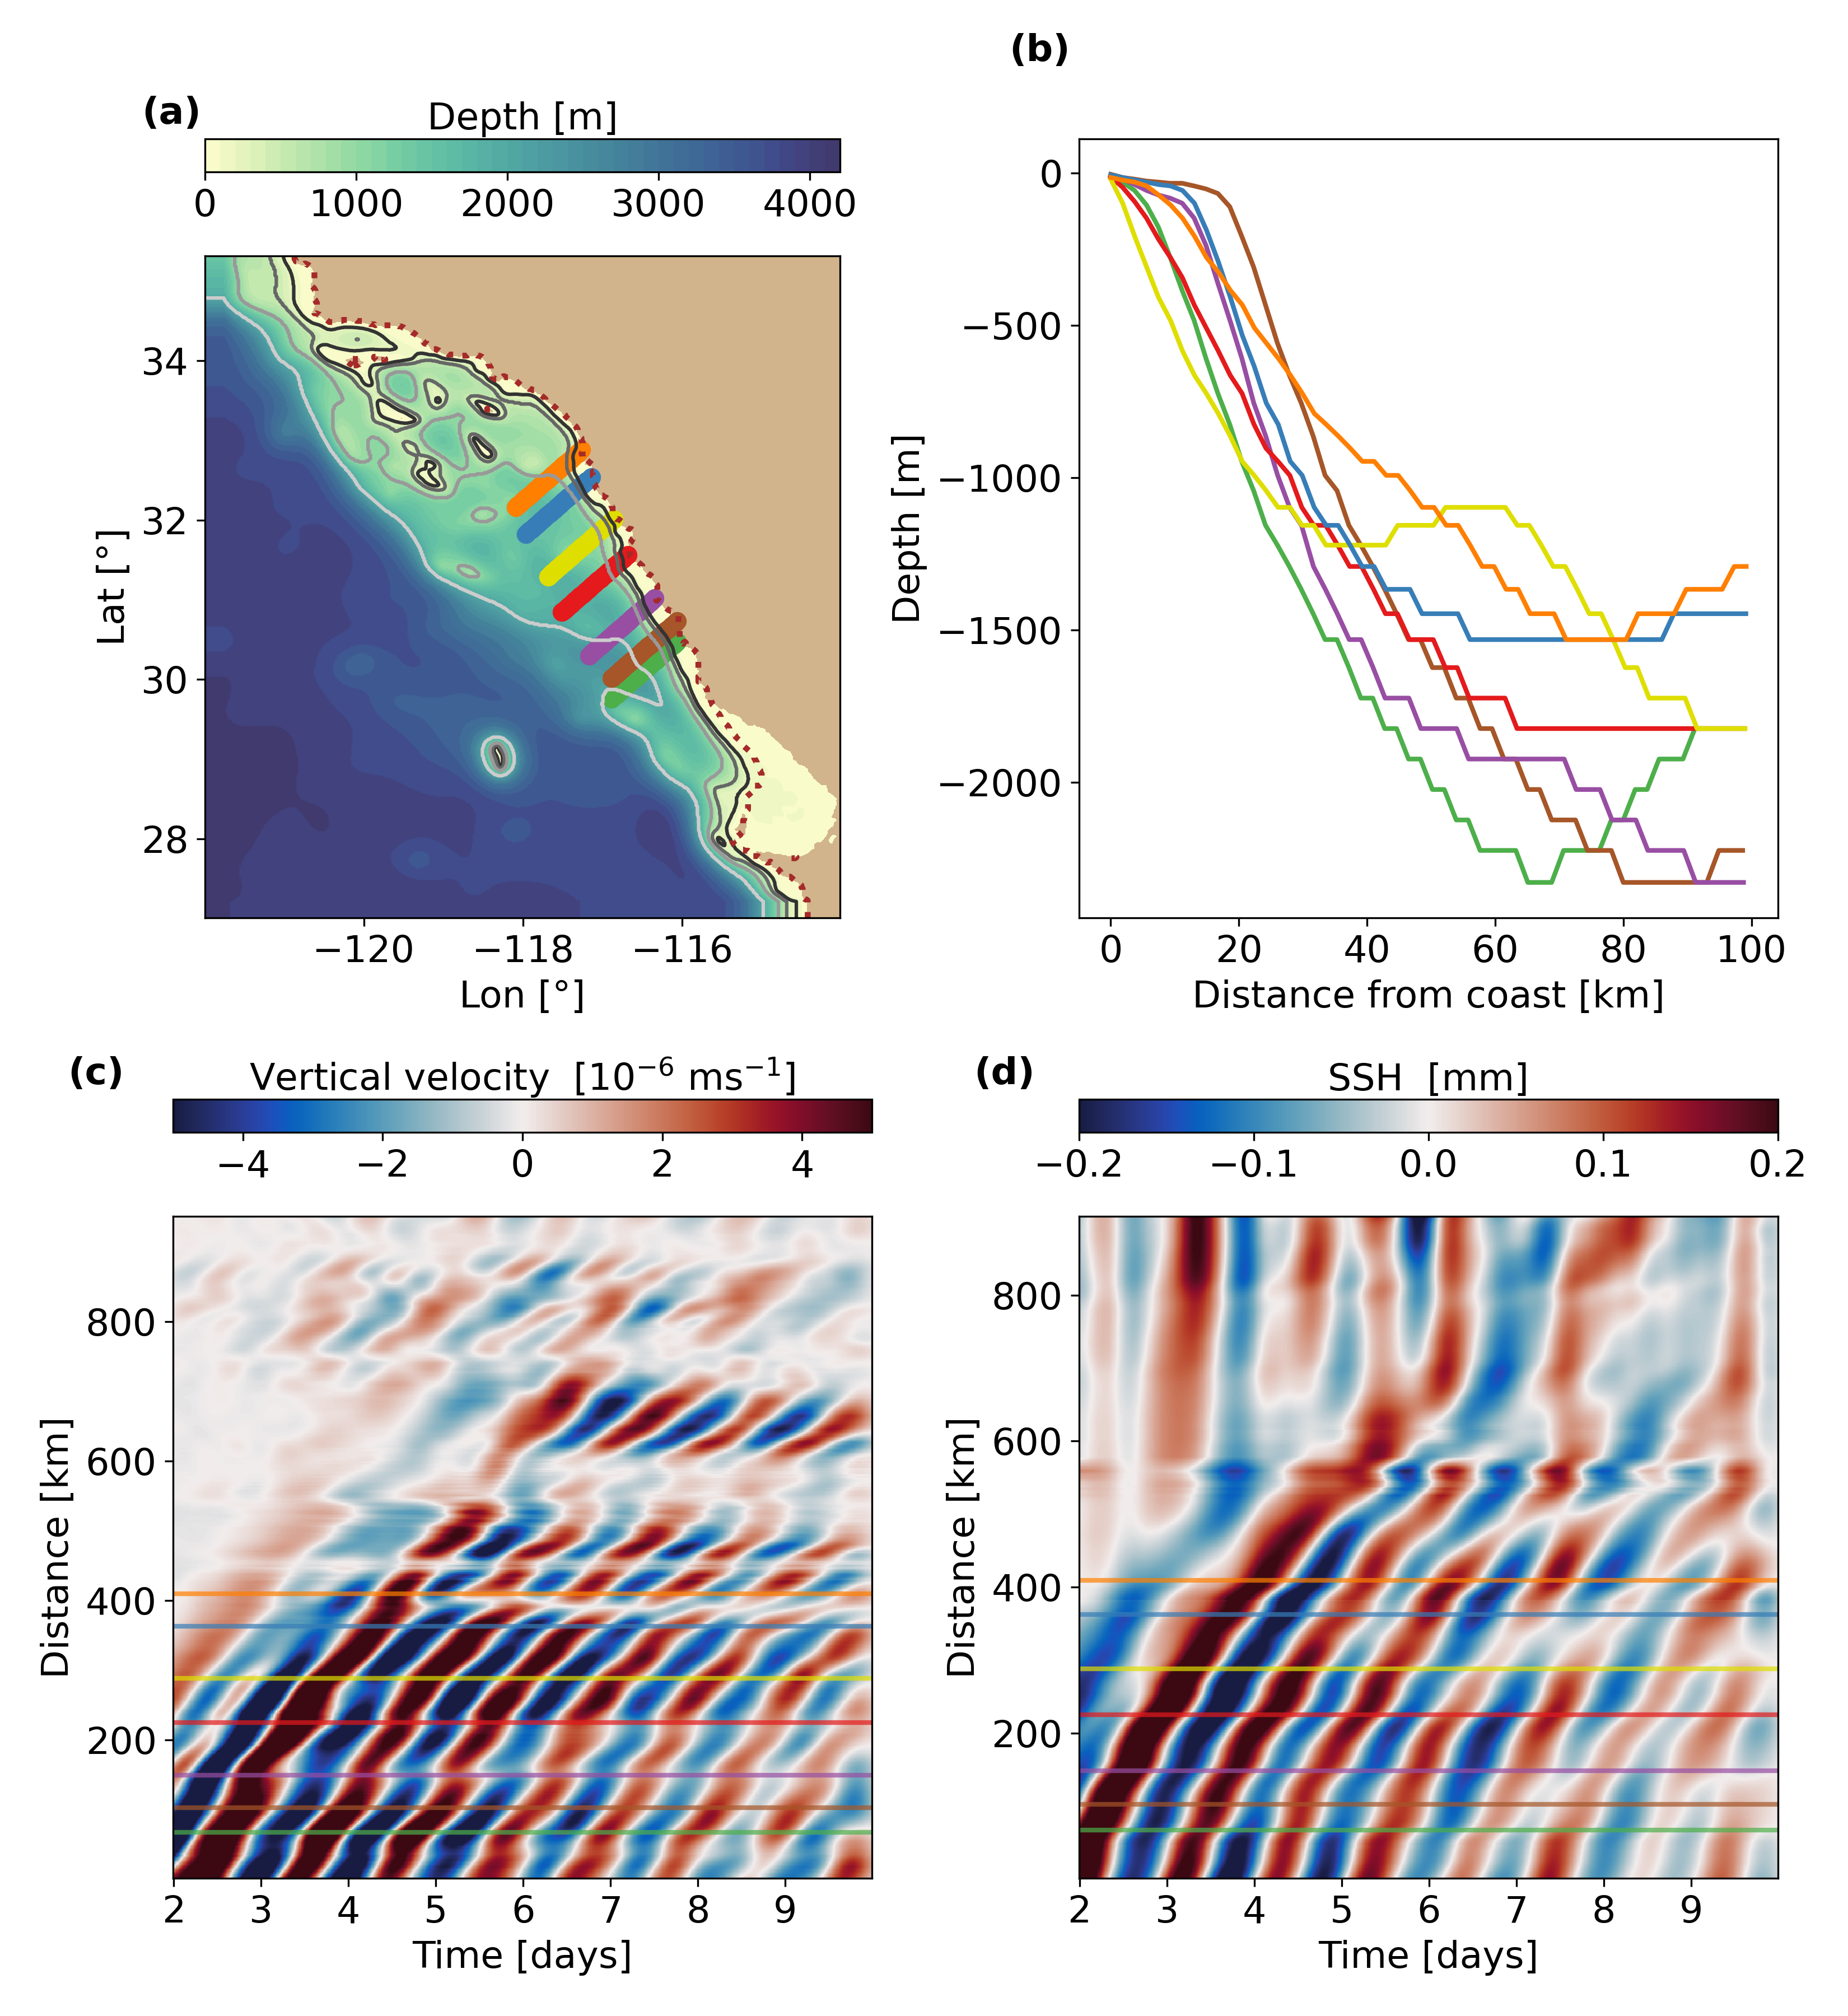 (a)
Depth [m]
0 1000 2000 3000 4000
34
32
30
28
Lat [°]
−120 −118 −116
Lon [°]
(b)
0
−500
−1000
−1500
−2000
Depth [m]
0 20 40 60 80 100
Distance from coast [km]
(c)
Vertical velocity [10⁻⁶ ms⁻¹]
−4 −2 0 2 4
800
600
400
200
Distance [km]
2 3 4 5 6 7 8 9
Time [days]
(d)
SSH [mm]
−0.2 −0.1 0.0 0.1 0.2
800
600
400
200
Distance [km]
2 3 4 5 6 7 8 9
Time [days]